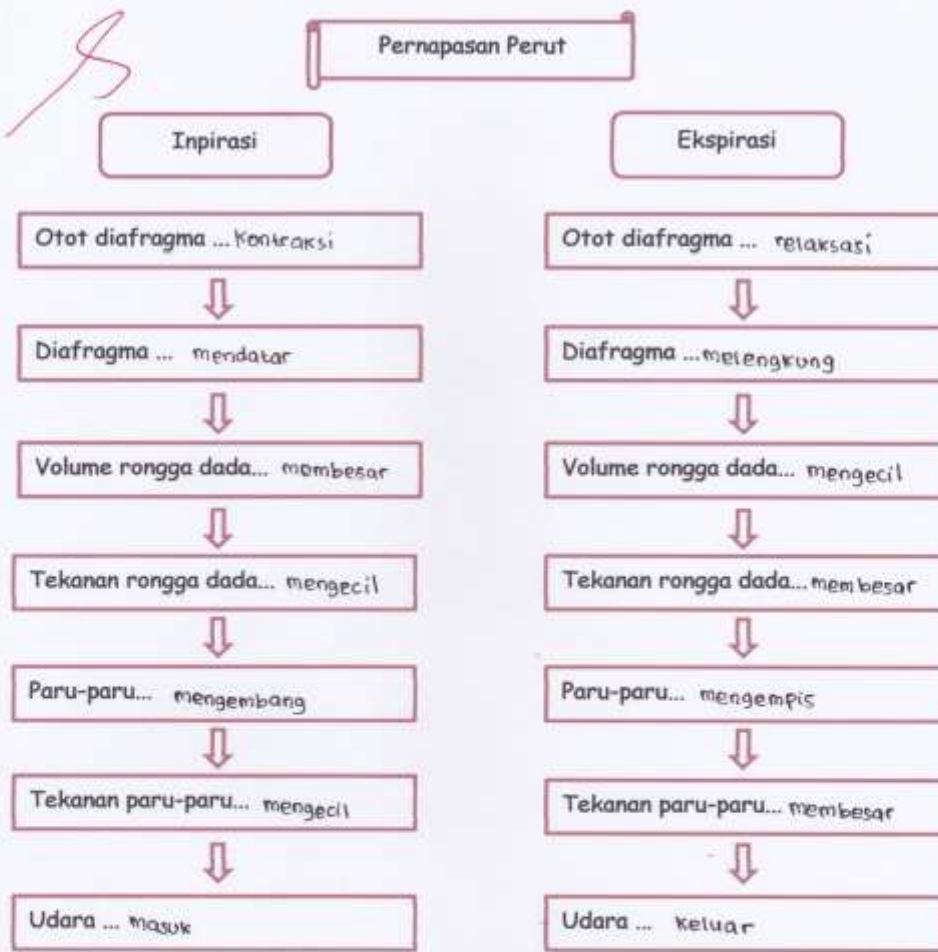 Pernapasan Perut
Inpirasi
Otot diafragma ... Kontraksi
Diafragma ... mendatar
Volume rongga dada... membesar
Tekanan rongga dada... mengecil
Paru-paru... mengembang
Tekanan paru-paru... mengecil
Udara ... masuk
Ekspirasi
Otot diafragma ... relaksasi
Diafragma ...melengkung
Volume rongga dada... mengecil
Tekanan rongga dada... membesar
Paru-paru... mengempis
Tekanan paru-paru... membesar
Udara ... keluar